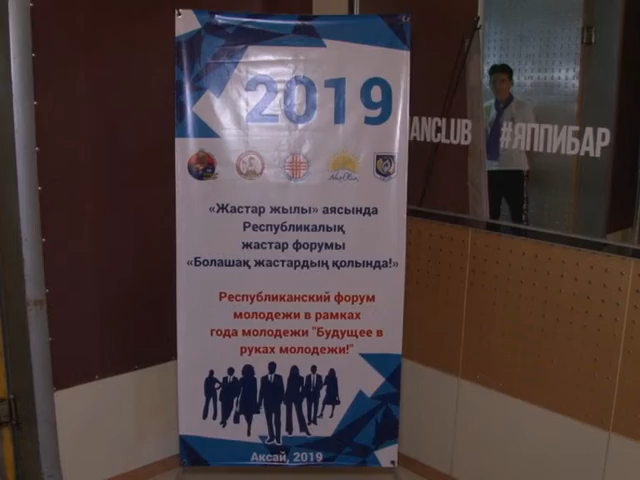 2019
«Жастар жылы» аясында
Республикалық
жастар форумы
«Болашақ жастардың қолында!»
Республиканский форум
молодежи в рамках
года молодежи "Будущее в
руках молодежи!"
Аксай, 2019
ANCLUB #ЯППИБАР